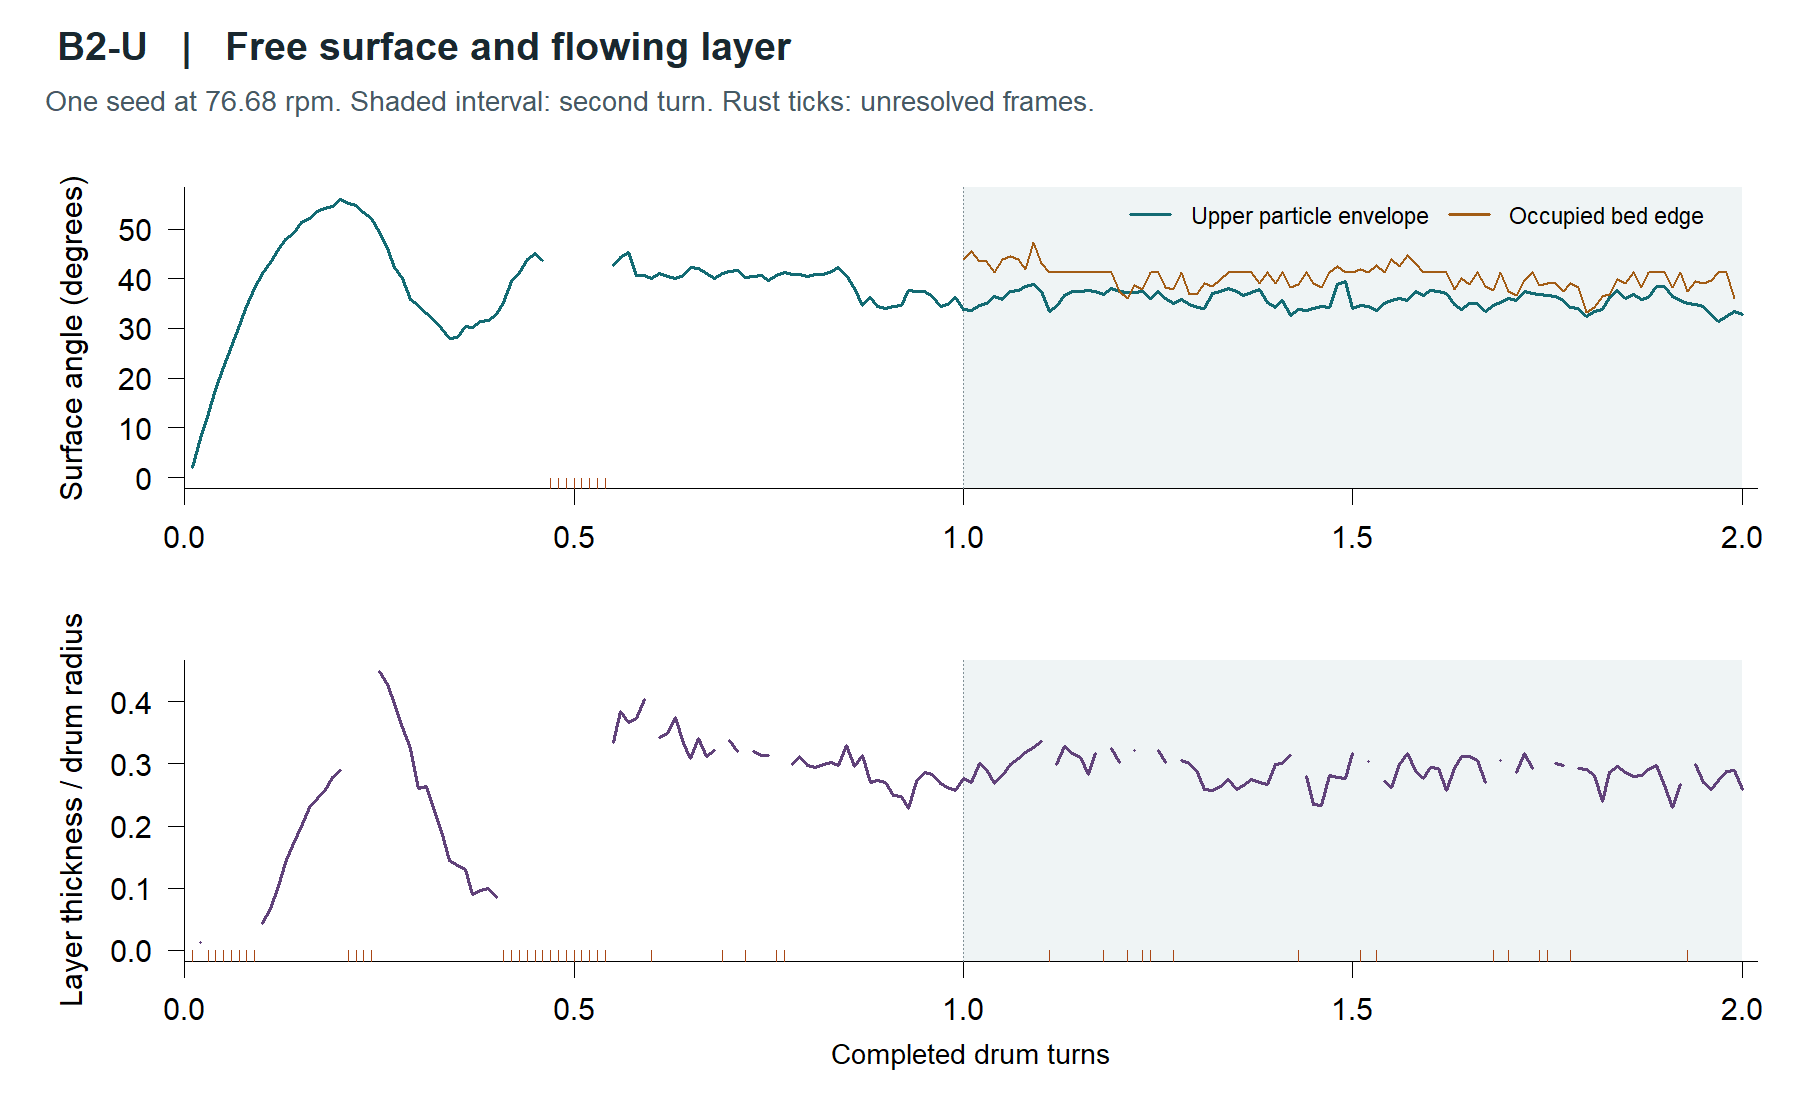 B2-U | Free surface and flowing layer
One seed at 76.68 rpm. Shaded interval: second turn. Rust ticks: unresolved frames.
Surface angle (degrees)
50
40
30
20
10
0
Upper particle envelope
Occupied bed edge
0.0 0.5 1.0 1.5 2.0
Layer thickness / drum radius
0.4
0.3
0.2
0.1
0.0
0.0 0.5 1.0 1.5 2.0
Completed drum turns